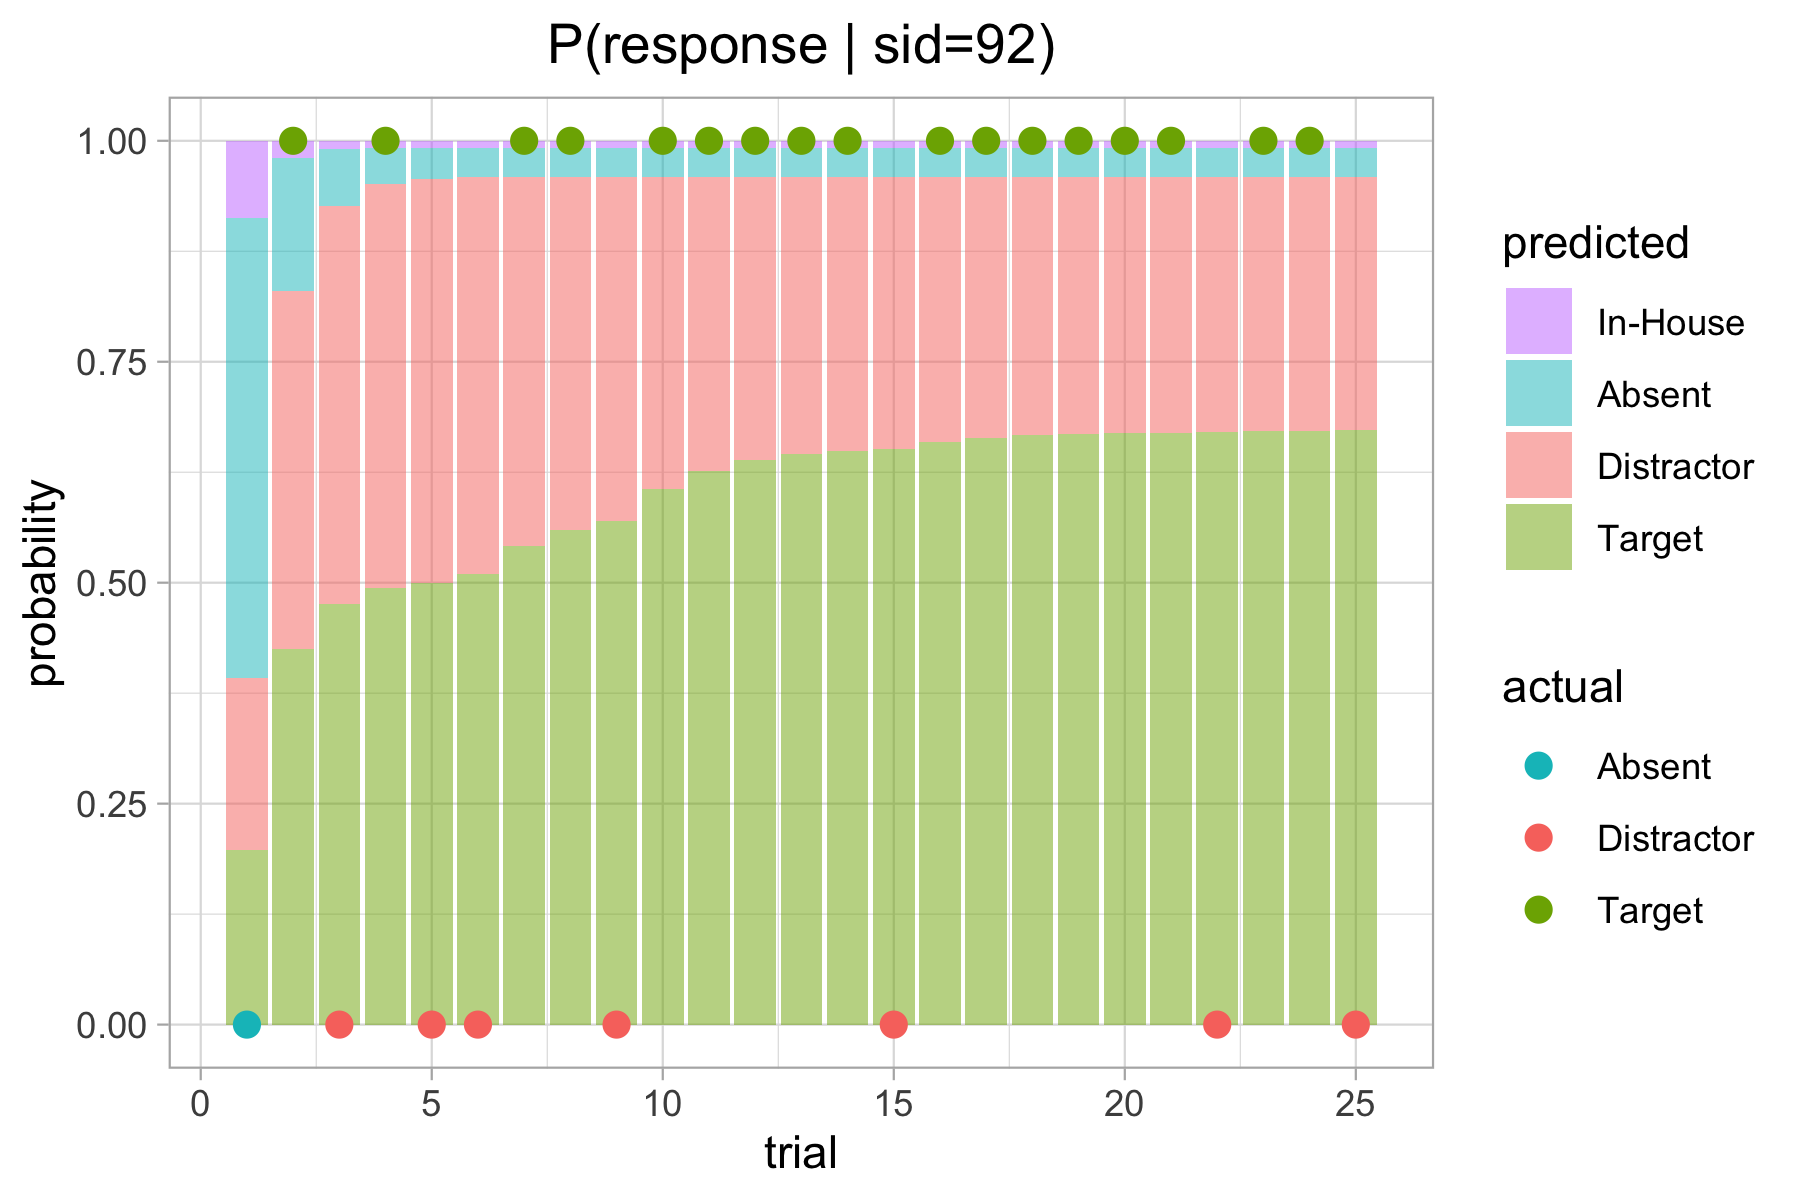 P(response | sid=92)
1.00
0.75
0.50
0.25
0.00
probability
0 5 10 15 20 25
trial
predicted
In-House
Absent
Distractor
Target
actual
Absent
Distractor
Target